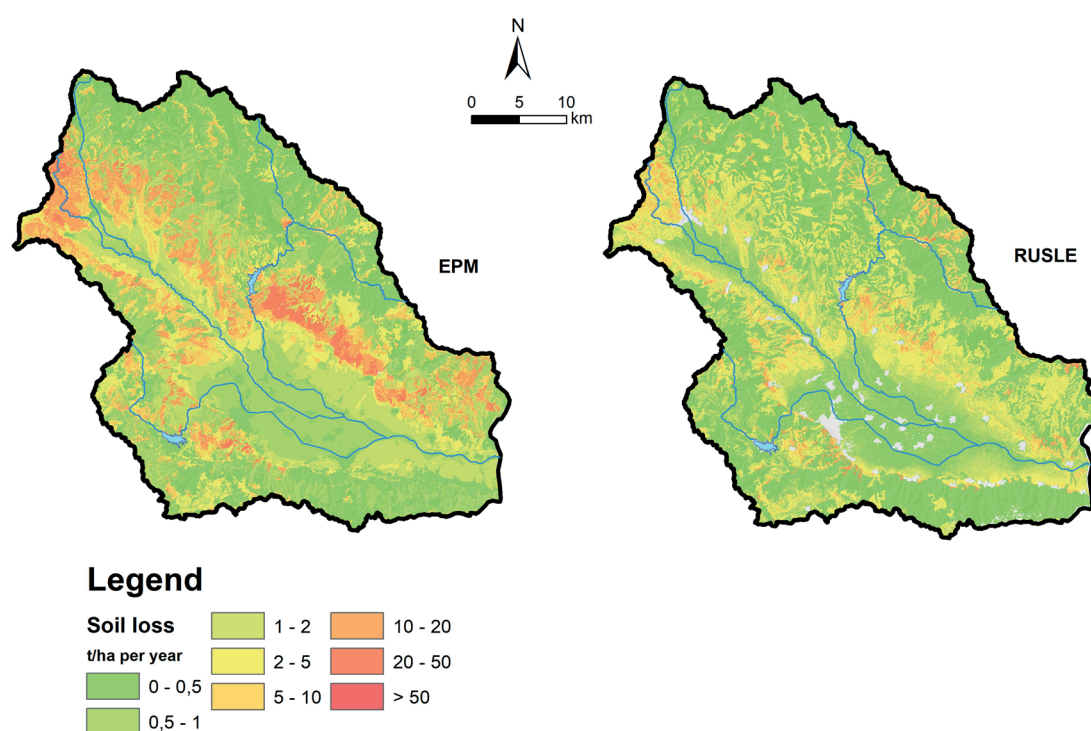 N
0 5 10
km
EPM
RUSLE
Legend
Soil loss
t/ha per year
0 - 0,5
0,5 - 1
1 - 2
2 - 5
5 - 10
10 - 20
20 - 50
> 50